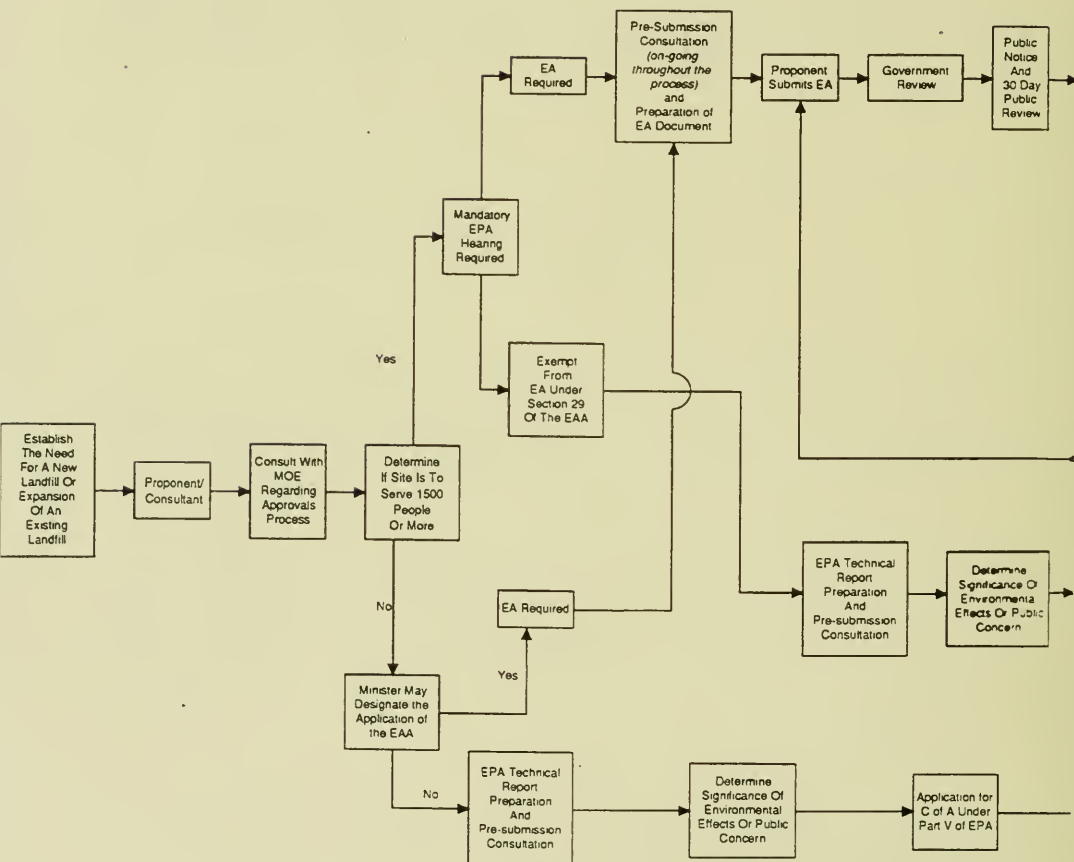 Establish
The Need
For A New
Landfill Or
Expansion
Of An
Existing
Landfill
Proponent/
Consultant
Consult With
MOE
Regarding
Approvals
Process
Determine
If Site Is To
Serve 1500
People
Or More
Yes
Mandatory
EPA
Hearing
Required
EA
Required
Pre-Submission
Consultation
(on-going
throughout the
process)
and
Preparation of
EA Document
Proponent
Submits EA
Government
Review
Public
Notice
And
30 Day
Public
Review
Exempt
From
EA Under
Section 29
Of The EAA
EPA Technical
Report
Preparation
And
Pre-submission
Consultation
Determine
Significance Of
Environmental
Effects Or Public
Concern
No
Minister May
Designate the
Application of
the EAA
Yes
EA Required
No
EPA Technical
Report
Preparation
And
Pre-submission
Consultation
Determine
Significance Of
Environmental
Effects Or Public
Concern
Application for
C of A Under
Part V of EPA